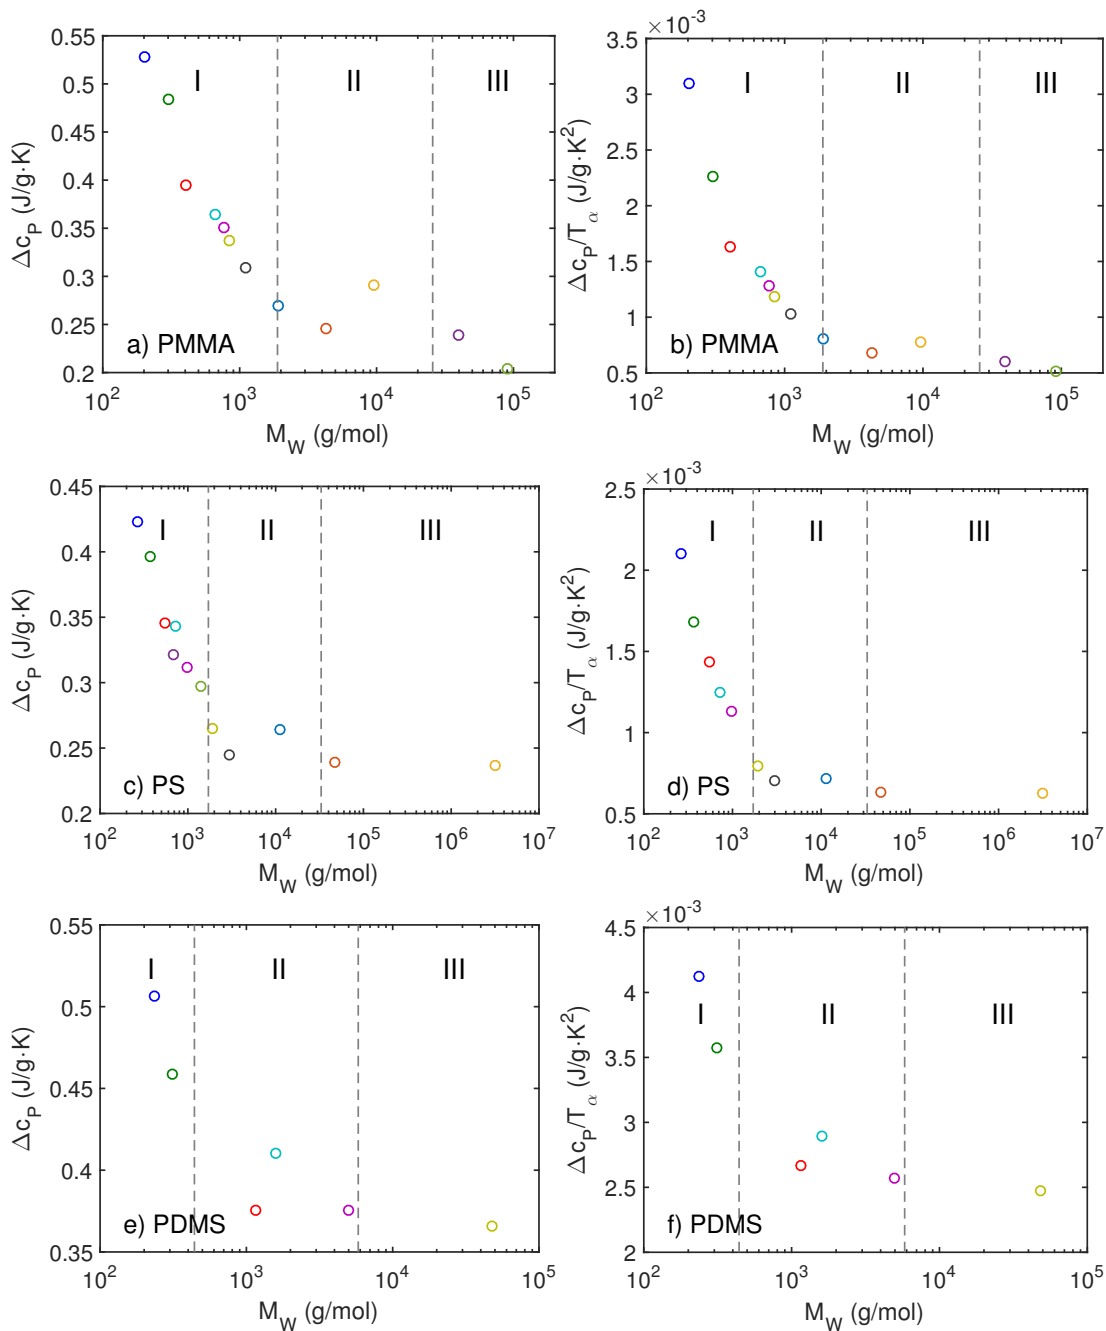 0.55
0.5
0.45
0.4
0.35
0.3
0.25
0.2
Δc_P (J/g·K)
I II III
a) PMMA
10^2 10^3 10^4 10^5
M_W (g/mol)
×10^-3
3.5
3
2.5
2
1.5
1
0.5
Δc_P/T_α (J/g·K^2)
I II III
b) PMMA
10^2 10^3 10^4 10^5
M_W (g/mol)
0.45
0.4
0.35
0.3
0.25
0.2
Δc_P (J/g·K)
I II III
c) PS
10^2 10^3 10^4 10^5 10^6 10^7
M_W (g/mol)
×10^-3
2.5
2
1.5
1
0.5
Δc_P/T_α (J/g·K^2)
I II III
d) PS
10^2 10^3 10^4 10^5 10^6 10^7
M_W (g/mol)
0.55
0.5
0.45
0.4
0.35
Δc_P (J/g·K)
I II III
e) PDMS
10^2 10^3 10^4 10^5
M_W (g/mol)
×10^-3
4.5
4
3.5
3
2.5
2
Δc_P/T_α (J/g·K^2)
I II III
f) PDMS
10^2 10^3 10^4 10^5
M_W (g/mol)